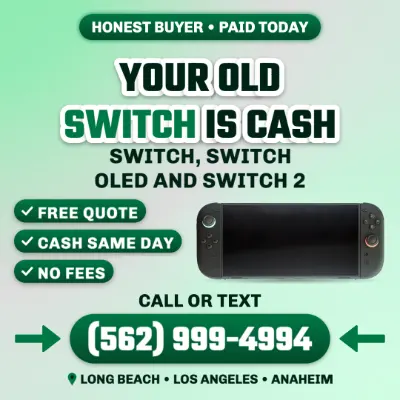 HONEST BUYER • PAID TODAY
YOUR OLD
SWITCH IS CASH
SWITCH, SWITCH
OLED AND SWITCH 2
FREE QUOTE
CASH SAME DAY
NO FEES
CALL OR TEXT
(562) 999-4994
LONG BEACH • LOS ANGELES • ANAHEIM